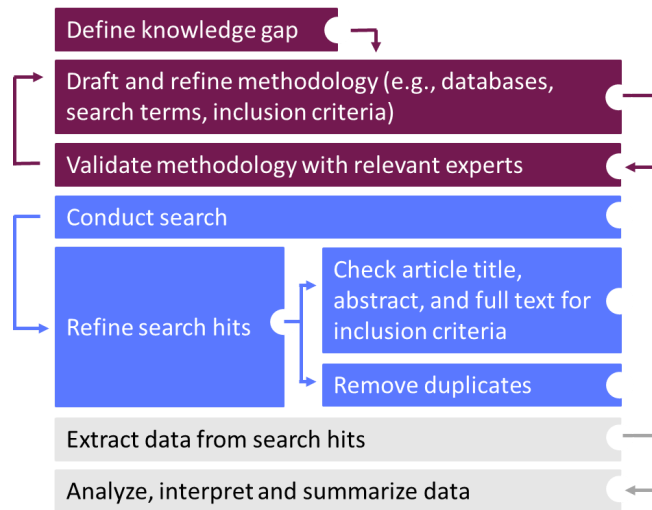 Define knowledge gap
Draft and refine methodology (e.g., databases,
search terms, inclusion criteria)
Validate methodology with relevant experts
Conduct search
Refine search hits
Check article title,
abstract, and full text for
inclusion criteria
Remove duplicates
Extract data from search hits
Analyze, interpret and summarize data